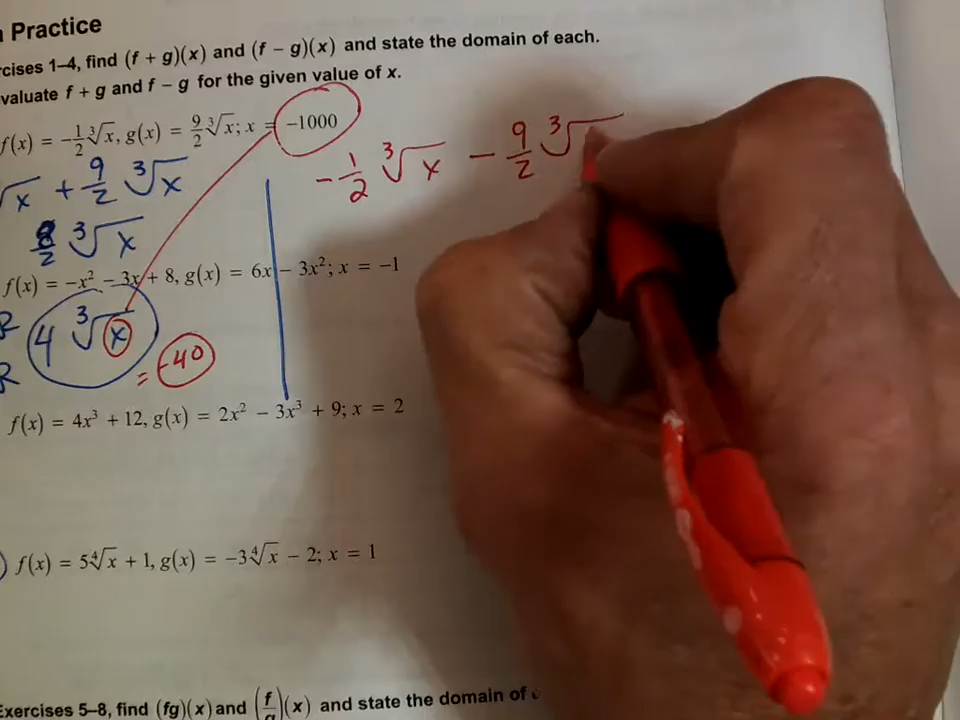 Practice
cises 1–4, find (f + g)(x) and (f − g)(x) and state the domain of each.
valuate f + g and f − g for the given value of x.
f(x) = −1/2 ∛x, g(x) = 9/2 ∛x; x = −1000
√x + 9/2 ∛x
− 1/2 ∛x − 9/2 ∛
8/2 ∛x
f(x) = −x² − 3x + 8, g(x) = 6x − 3x²; x = −1
R 4 ∛x
R = −40
f(x) = 4x³ + 12, g(x) = 2x² − 3x³ + 9; x = 2
) f(x) = 5∜x + 1, g(x) = −3∜x − 2; x = 1
Exercises 5–8, find (fg)(x) and (f/g)(x) and state the domain of